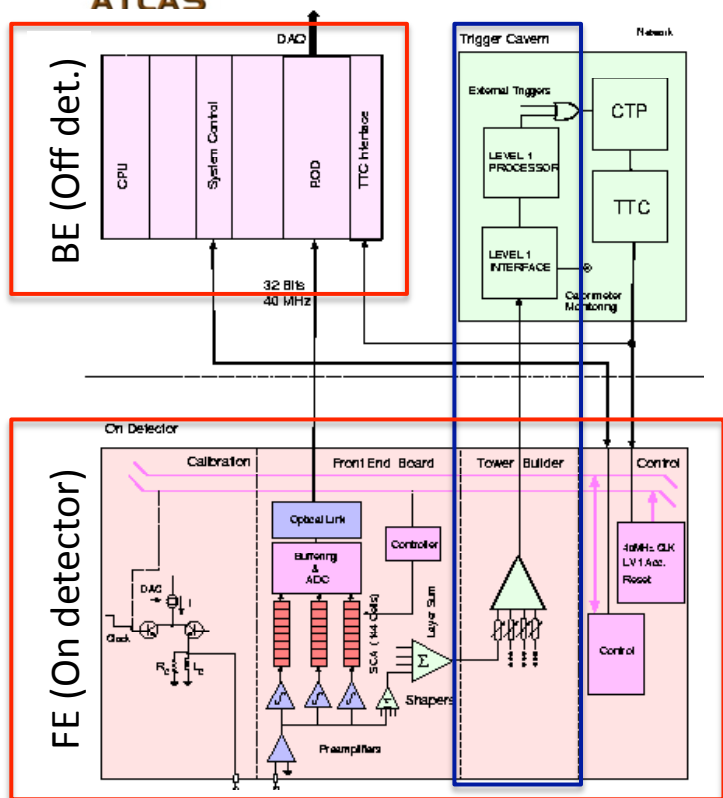 ATLAS
DAQ
BE (Off det.)
CPU
System Control
ROD
TTC Interface
32 Bits
40 MHz
Trigger Cavern
Network
External Triggers
CTP
LEVEL 1
PROCESSOR
TTC
LEVEL 1
INTERFACE
Calorimeter
Monitoring
FE (On detector)
On Detector
Calibration
Front End Board
Tower Builder
Control
Optical Link
Controller
Buffering
&
ADC
40MHz CLK
LV1 Acc.
Reset
DAC
I
Clock
SCA (144 Cells)
Layer Sum
Σ
Control
Σ
Shapers
Preamplifiers